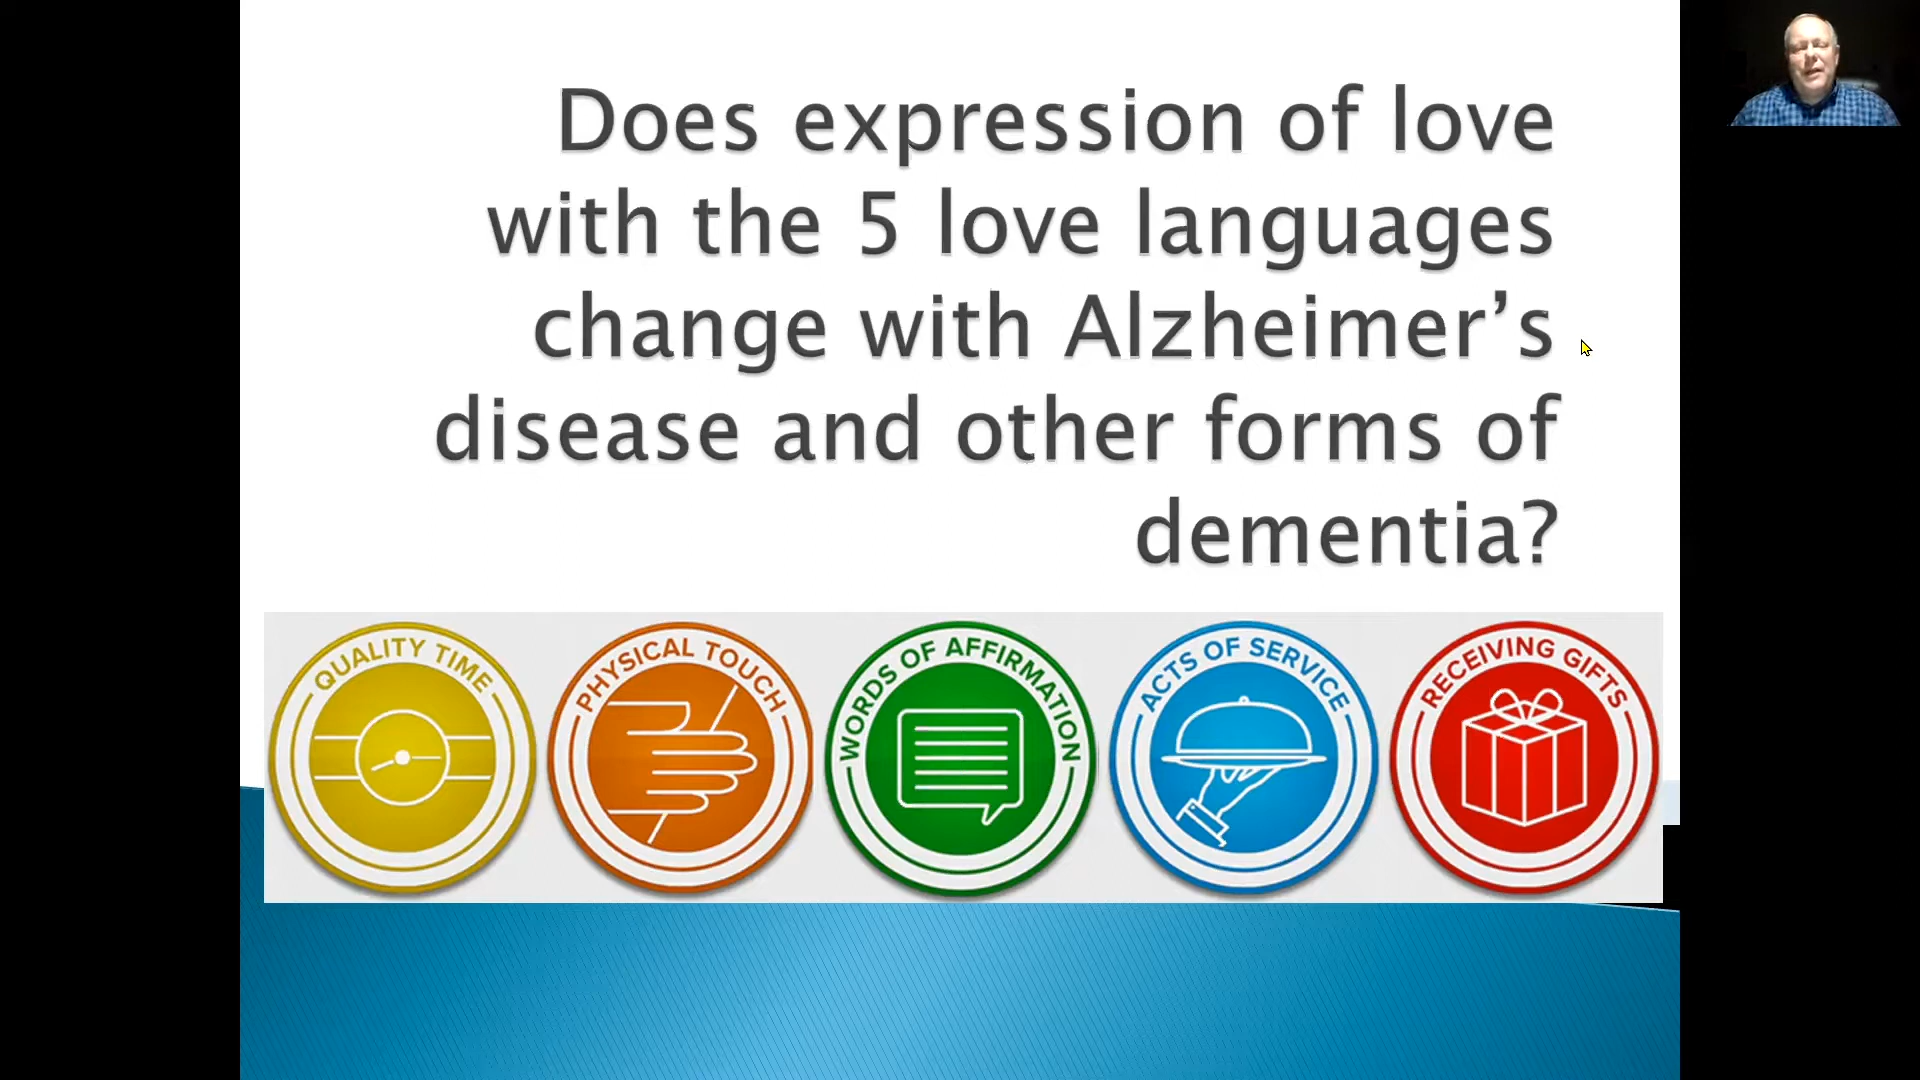 Does expression of love
with the 5 love languages
change with Alzheimer’s
disease and other forms of
dementia?
QUALITY TIME
PHYSICAL TOUCH
WORDS OF AFFIRMATION
ACTS OF SERVICE
RECEIVING GIFTS